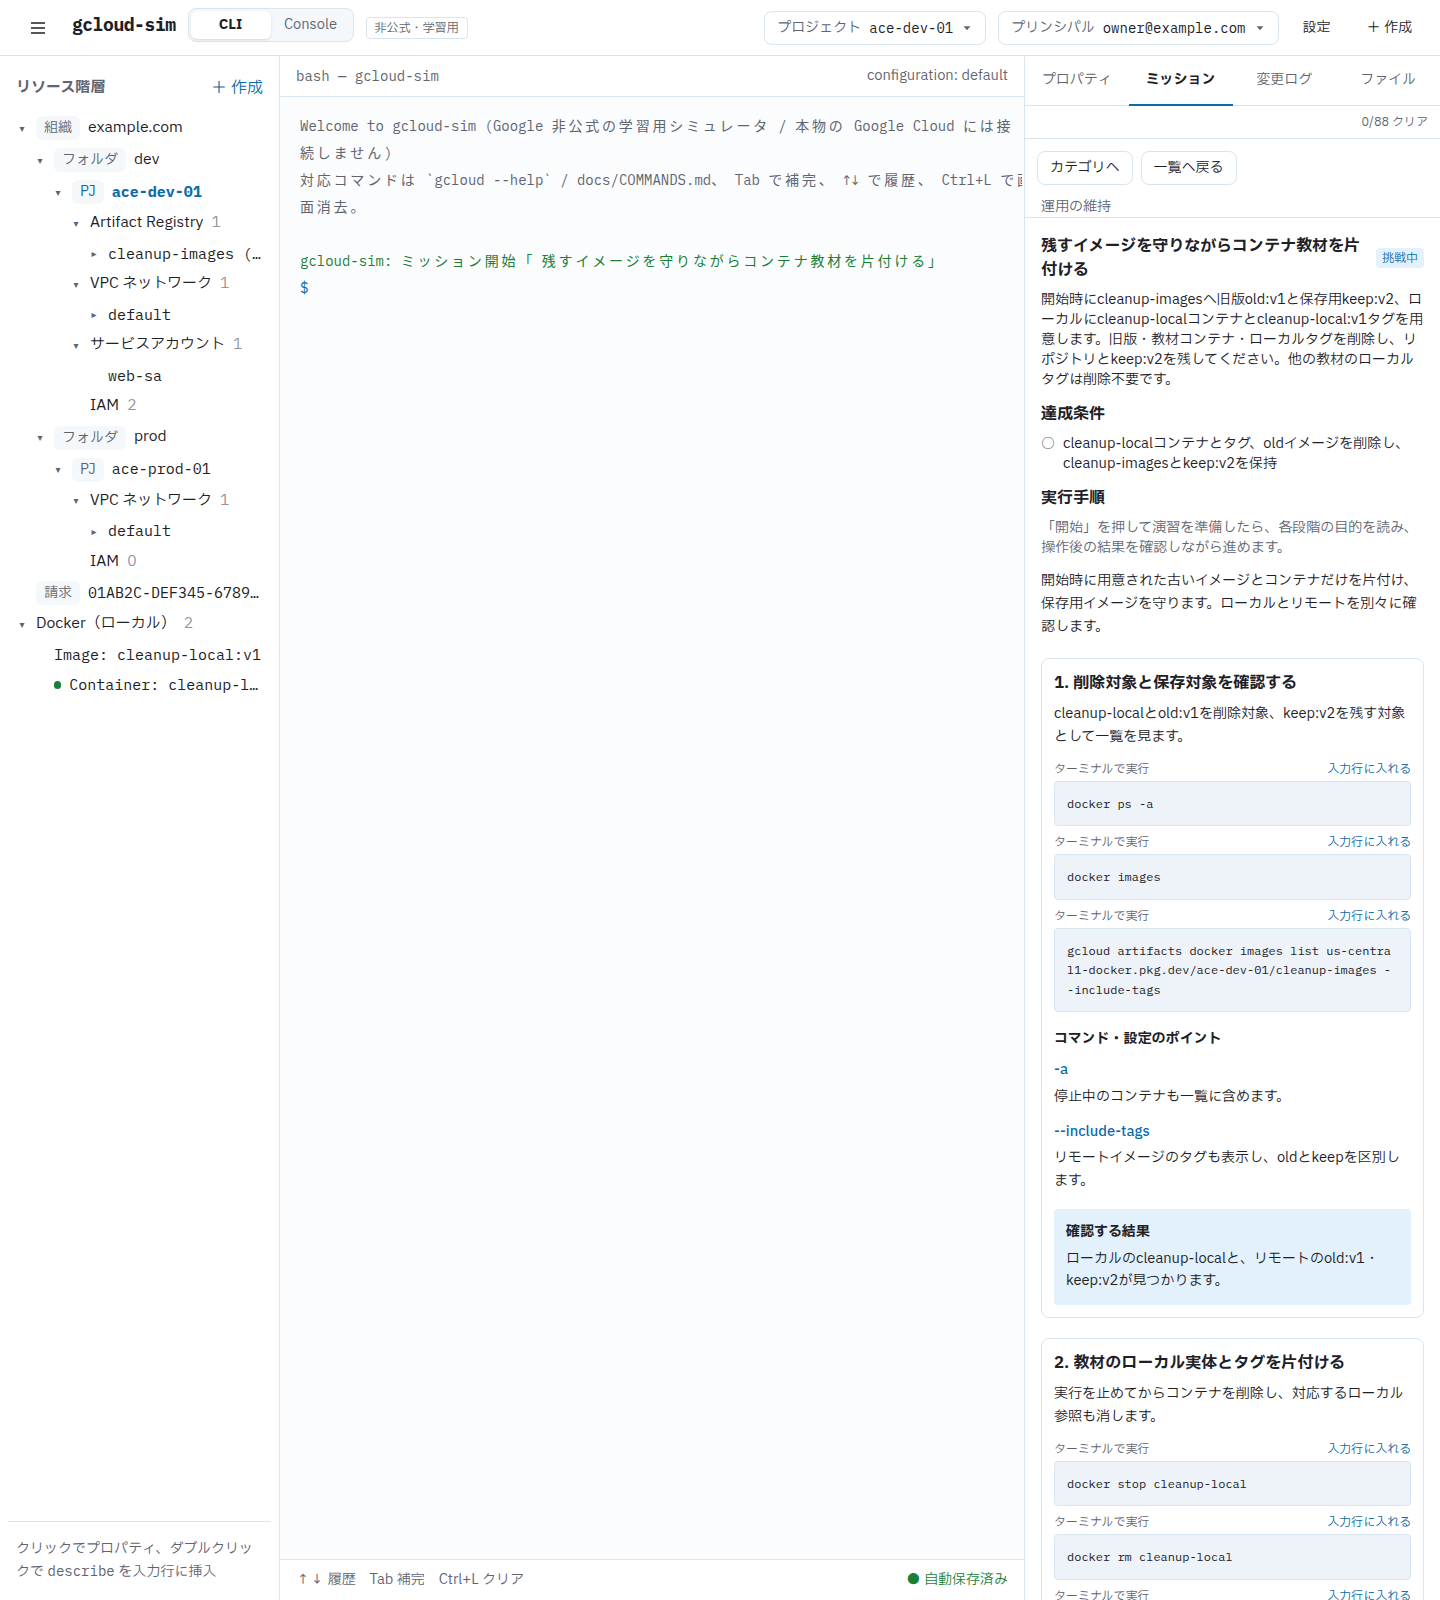 gcloud-sim
CLI
Console
非公式・学習用
プロジェクト ace-dev-01
プリンシパル owner@example.com
設定
＋ 作成
リソース階層
＋ 作成
組織 example.com
フォルダ dev
PJ ace-dev-01
Artifact Registry 1
cleanup-images (…
VPC ネットワーク 1
default
サービスアカウント 1
web-sa
IAM 2
フォルダ prod
PJ ace-prod-01
VPC ネットワーク 1
default
IAM 0
請求 01AB2C-DEF345-6789…
Docker（ローカル） 2
Image: cleanup-local:v1
Container: cleanup-l…
クリックでプロパティ、ダブルクリッ
クで describe を入力行に挿入
bash — gcloud-sim
configuration: default
Welcome to gcloud-sim (Google 非公式の学習用シミュレータ / 本物の Google Cloud には接
続しません)
対応コマンドは `gcloud --help` / docs/COMMANDS.md、 Tab で補完、 ↑↓ で履歴、 Ctrl+L で画
面消去。
gcloud-sim: ミッション開始「 残すイメージを守りながらコンテナ教材を片付ける」
$
↑ ↓ 履歴 Tab 補完 Ctrl+L クリア
● 自動保存済み
プロパティ
ミッション
変更ログ
ファイル
0/88 クリア
カテゴリへ
一覧へ戻る
運用の維持
残すイメージを守りながらコンテナ教材を片
付ける
挑戦中
開始時にcleanup-imagesへ旧版old:v1と保存用keep:v2、ロ
ーカルにcleanup-localコンテナとcleanup-local:v1タグを用
意します。旧版・教材コンテナ・ローカルタグを削除し、リ
ポジトリとkeep:v2を残してください。他の教材のローカル
タグは削除不要です。
達成条件
○ cleanup-localコンテナとタグ、oldイメージを削除し、
cleanup-imagesとkeep:v2を保持
実行手順
「開始」を押して演習を準備したら、各段階の目的を読み、
操作後の結果を確認しながら進めます。
開始時に用意された古いイメージとコンテナだけを片付け、
保存用イメージを守ります。ローカルとリモートを別々に確
認します。
1. 削除対象と保存対象を確認する
cleanup-localとold:v1を削除対象、keep:v2を残す対象
として一覧を見ます。
ターミナルで実行
入力行に入れる
docker ps -a
ターミナルで実行
入力行に入れる
docker images
ターミナルで実行
入力行に入れる
gcloud artifacts docker images list us-centra
l1-docker.pkg.dev/ace-dev-01/cleanup-images -
-include-tags
コマンド・設定のポイント
-a
停止中のコンテナも一覧に含めます。
--include-tags
リモートイメージのタグも表示し、oldとkeepを区別し
ます。
確認する結果
ローカルのcleanup-localと、リモートのold:v1・
keep:v2が見つかります。
2. 教材のローカル実体とタグを片付ける
実行を止めてからコンテナを削除し、対応するローカル
参照も消します。
ターミナルで実行
入力行に入れる
docker stop cleanup-local
ターミナルで実行
入力行に入れる
docker rm cleanup-local
ターミナルで実行
入力行に入れる